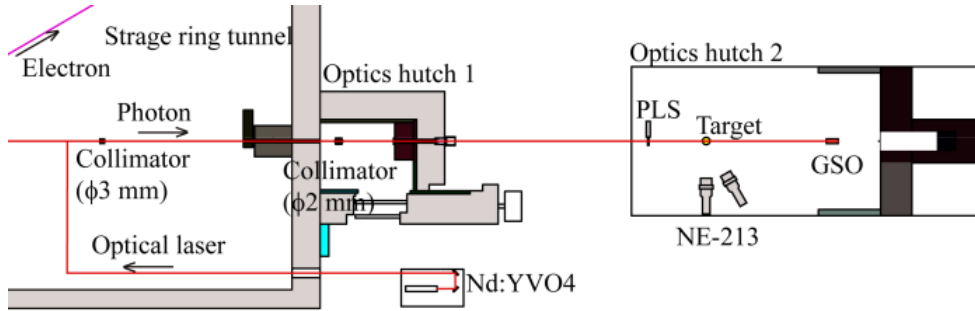 Strage ring tunnel
Electron
Optics hutch 1
Optics hutch 2
Photon
PLS
Target
Collimator
(ϕ3 mm)
Collimator
(ϕ2 mm)
GSO
NE-213
Optical laser
Nd:YVO4